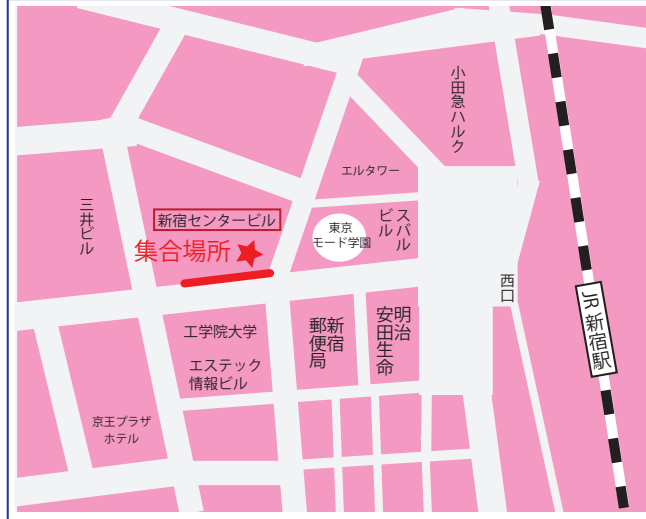 小田急ハルク
エルタワー
三井ビル
新宿センタービル
集合場所
東京
モード学園
スバル
ビル
西口
JR 新宿駅
工学院大学
エステック
情報ビル
新宿
郵便局
明治
安田生命
京王プラザ
ホテル